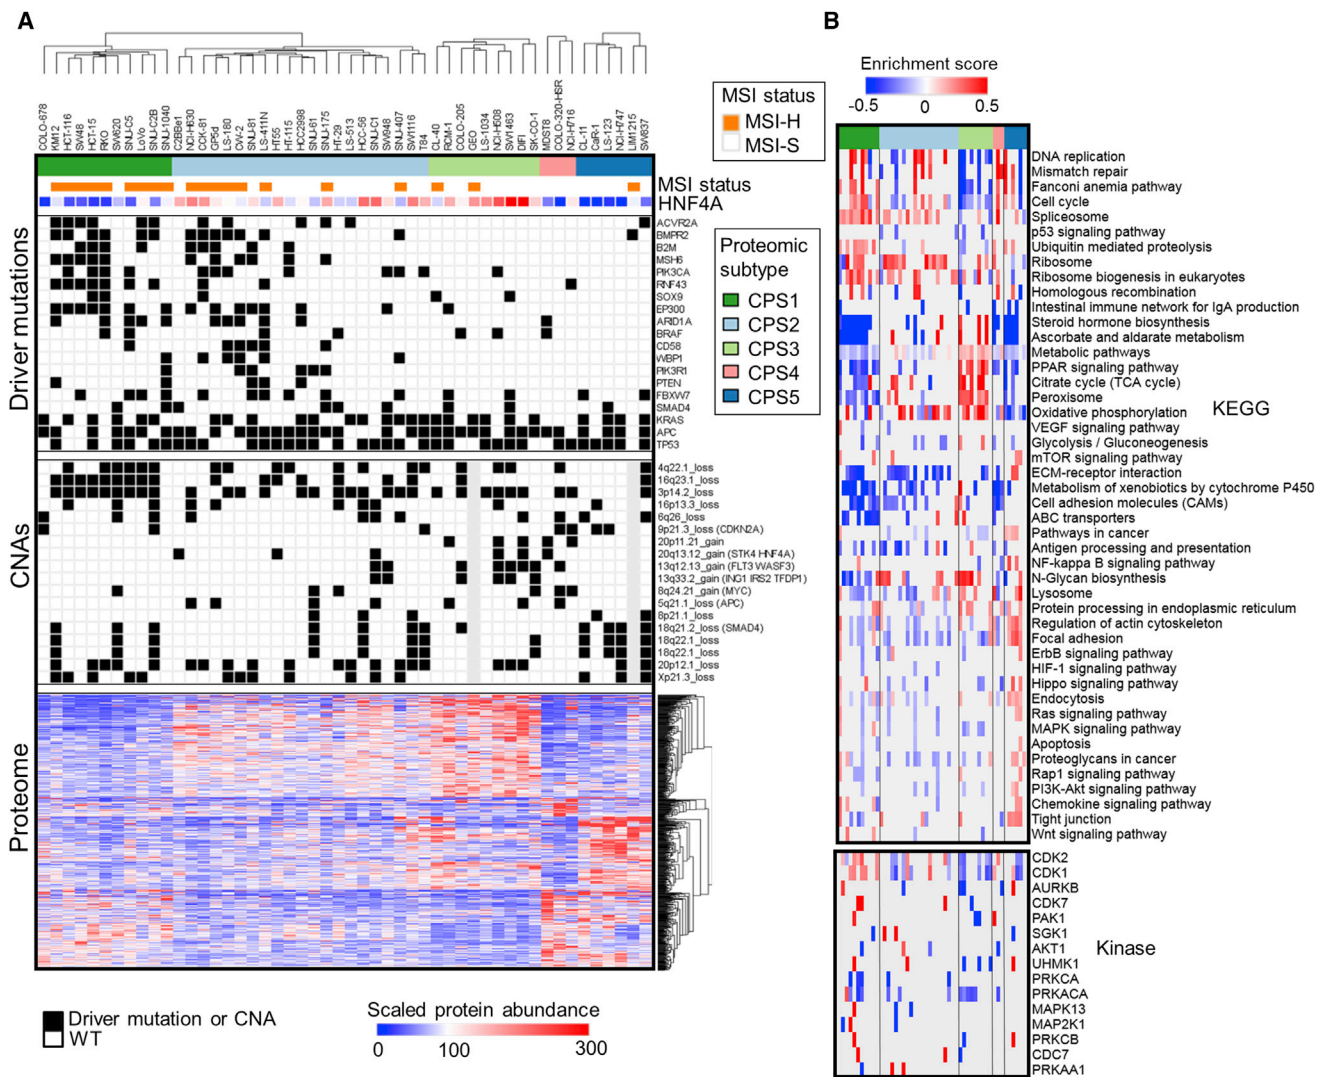 A
COLO-678
KM12
HCT-116
SW48
HCT-15
RKO
SW620
SNU-C5
LoVo
SNU-C2B
SNU-1040
C2BBe1
NCI-H630
CCK-81
GP5d
LS-180
CW-2
SNU-81
LS-411N
HT55
HT-115
HCC2998
SNU-61
SNU-175
HT-29
LS-513
HCC-56
SNU-C1
SW948
SNU-407
SW1116
T84
CL-40
RCM-1
COLO-205
GEO
LS-1034
NCI-H508
SW1463
DIFI
SK-CO-1
MDST8
COLO-320-HSR
NCI-H716
CL-11
CaR-1
LS-123
NCI-H747
LIM1215
SW837
MSI status
HNF4A
Driver mutations
ACVR2A
BMPR2
B2M
MSH6
PIK3CA
RNF43
SOX9
EP300
ARID1A
BRAF
CD58
WBP1
PIK3R1
PTEN
FBXW7
SMAD4
KRAS
APC
TP53
CNAs
4q22.1_loss
16q23.1_loss
3p14.2_loss
16p13.3_loss
6q26_loss
9p21.3_loss (CDKN2A)
20p11.21_gain
20q13.12_gain (STK4 HNF4A)
13q12.13_gain (FLT3 WASF3)
13q33.2_gain (ING1 IRS2 TFDP1)
8q24.21_gain (MYC)
5q21.1_loss (APC)
8p21.1_loss
18q21.2_loss (SMAD4)
18q22.1_loss
18q22.1_loss
20p12.1_loss
Xp21.3_loss
Proteome
Driver mutation or CNA
WT
Scaled protein abundance
0 100 300
MSI status
MSI-H
MSI-S
Proteomic
subtype
CPS1
CPS2
CPS3
CPS4
CPS5
B
Enrichment score
-0.5 0 0.5
DNA replication
Mismatch repair
Fanconi anemia pathway
Cell cycle
Spliceosome
p53 signaling pathway
Ubiquitin mediated proteolysis
Ribosome
Ribosome biogenesis in eukaryotes
Homologous recombination
Intestinal immune network for IgA production
Steroid hormone biosynthesis
Ascorbate and aldarate metabolism
Metabolic pathways
PPAR signaling pathway
Citrate cycle (TCA cycle)
Peroxisome
Oxidative phosphorylation
KEGG
VEGF signaling pathway
Glycolysis / Gluconeogenesis
mTOR signaling pathway
ECM-receptor interaction
Metabolism of xenobiotics by cytochrome P450
Cell adhesion molecules (CAMs)
ABC transporters
Pathways in cancer
Antigen processing and presentation
NF-kappa B signaling pathway
N-Glycan biosynthesis
Lysosome
Protein processing in endoplasmic reticulum
Regulation of actin cytoskeleton
Focal adhesion
ErbB signaling pathway
HIF-1 signaling pathway
Hippo signaling pathway
Endocytosis
Ras signaling pathway
MAPK signaling pathway
Apoptosis
Proteoglycans in cancer
Rap1 signaling pathway
PI3K-Akt signaling pathway
Chemokine signaling pathway
Tight junction
Wnt signaling pathway
CDK2
CDK1
AURKB
CDK7
PAK1
SGK1
AKT1
Kinase
UHMK1
PRKCA
PRKACA
MAPK13
MAP2K1
PRKCB
CDC7
PRKAA1